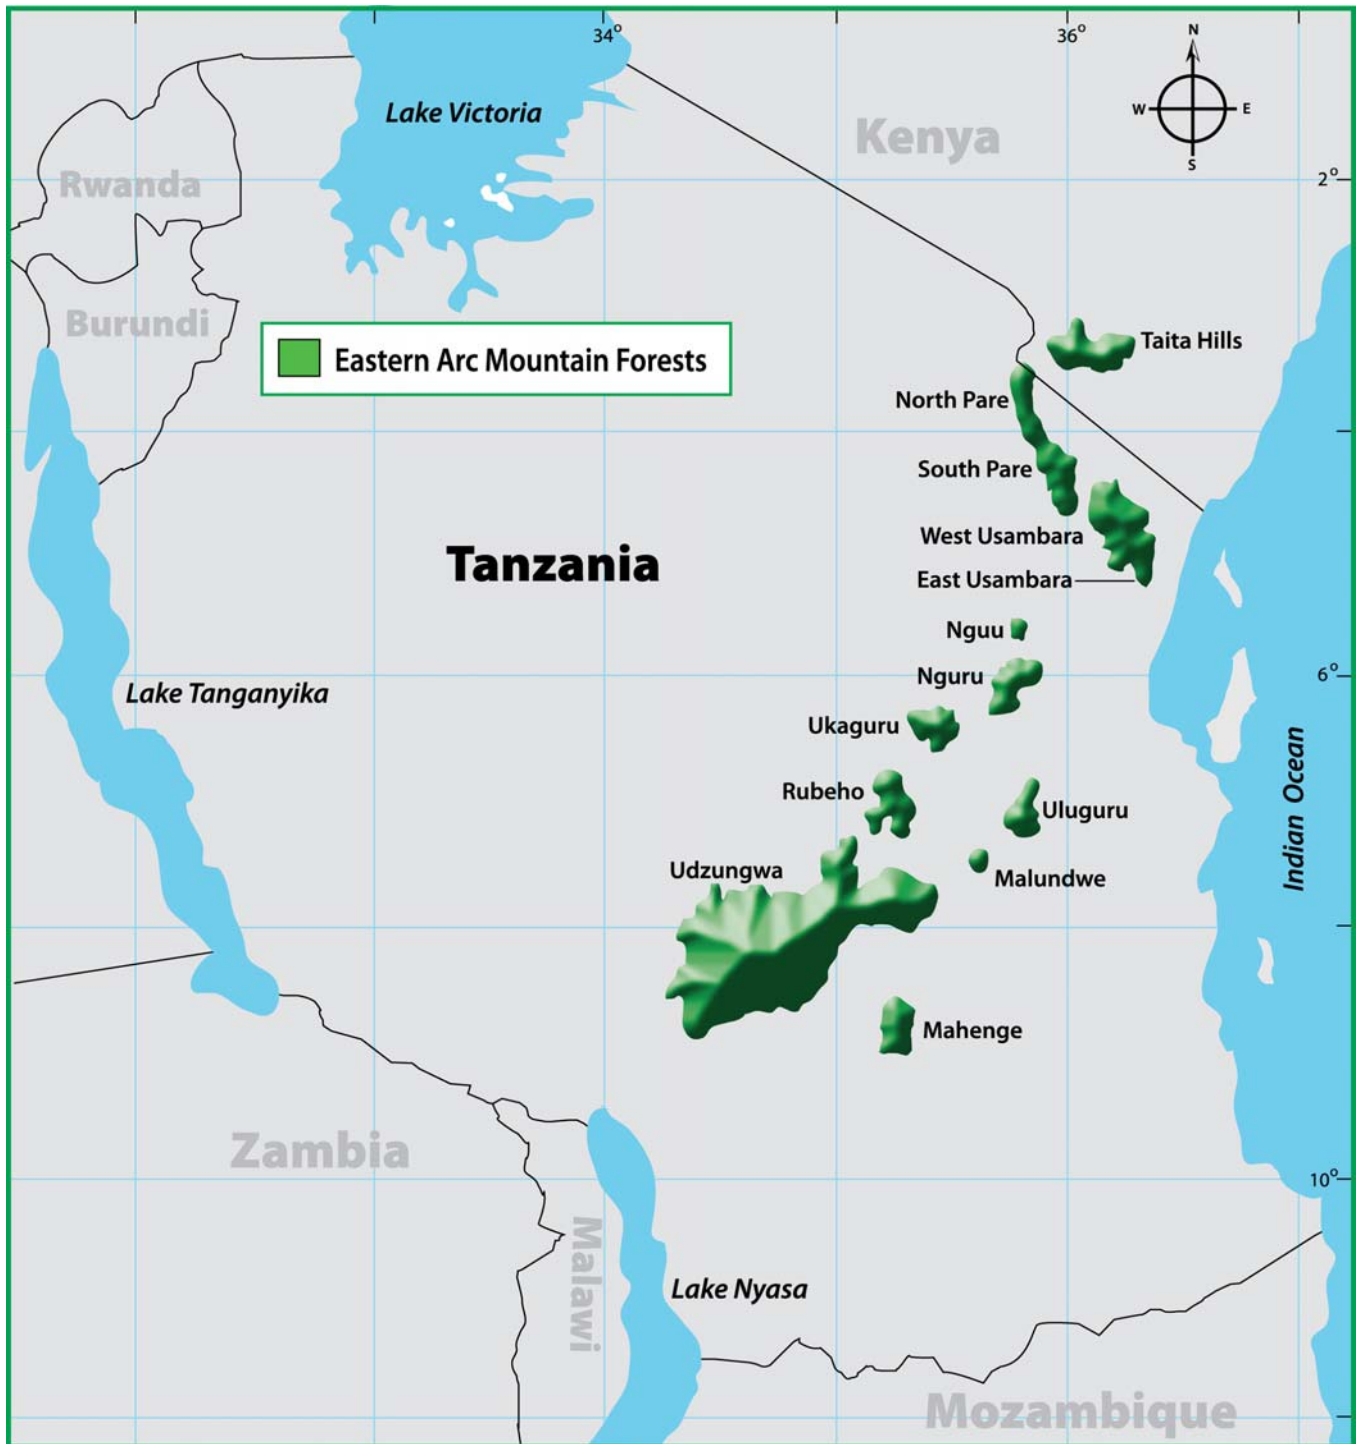 34°
36°
N
Lake Victoria
W
E
Kenya
S
Rwanda
2°
Burundi
Taita Hills
Eastern Arc Mountain Forests
North Pare
South Pare
West Usambara
Tanzania
East Usambara
Nguu
Nguru
6°
Lake Tanganyika
Ukaguru
Rubeho
Uluguru
Indian Ocean
Udzungwa
Malundwe
Mahenge
Zambia
10°
Malawi
Lake Nyasa
Mozambique